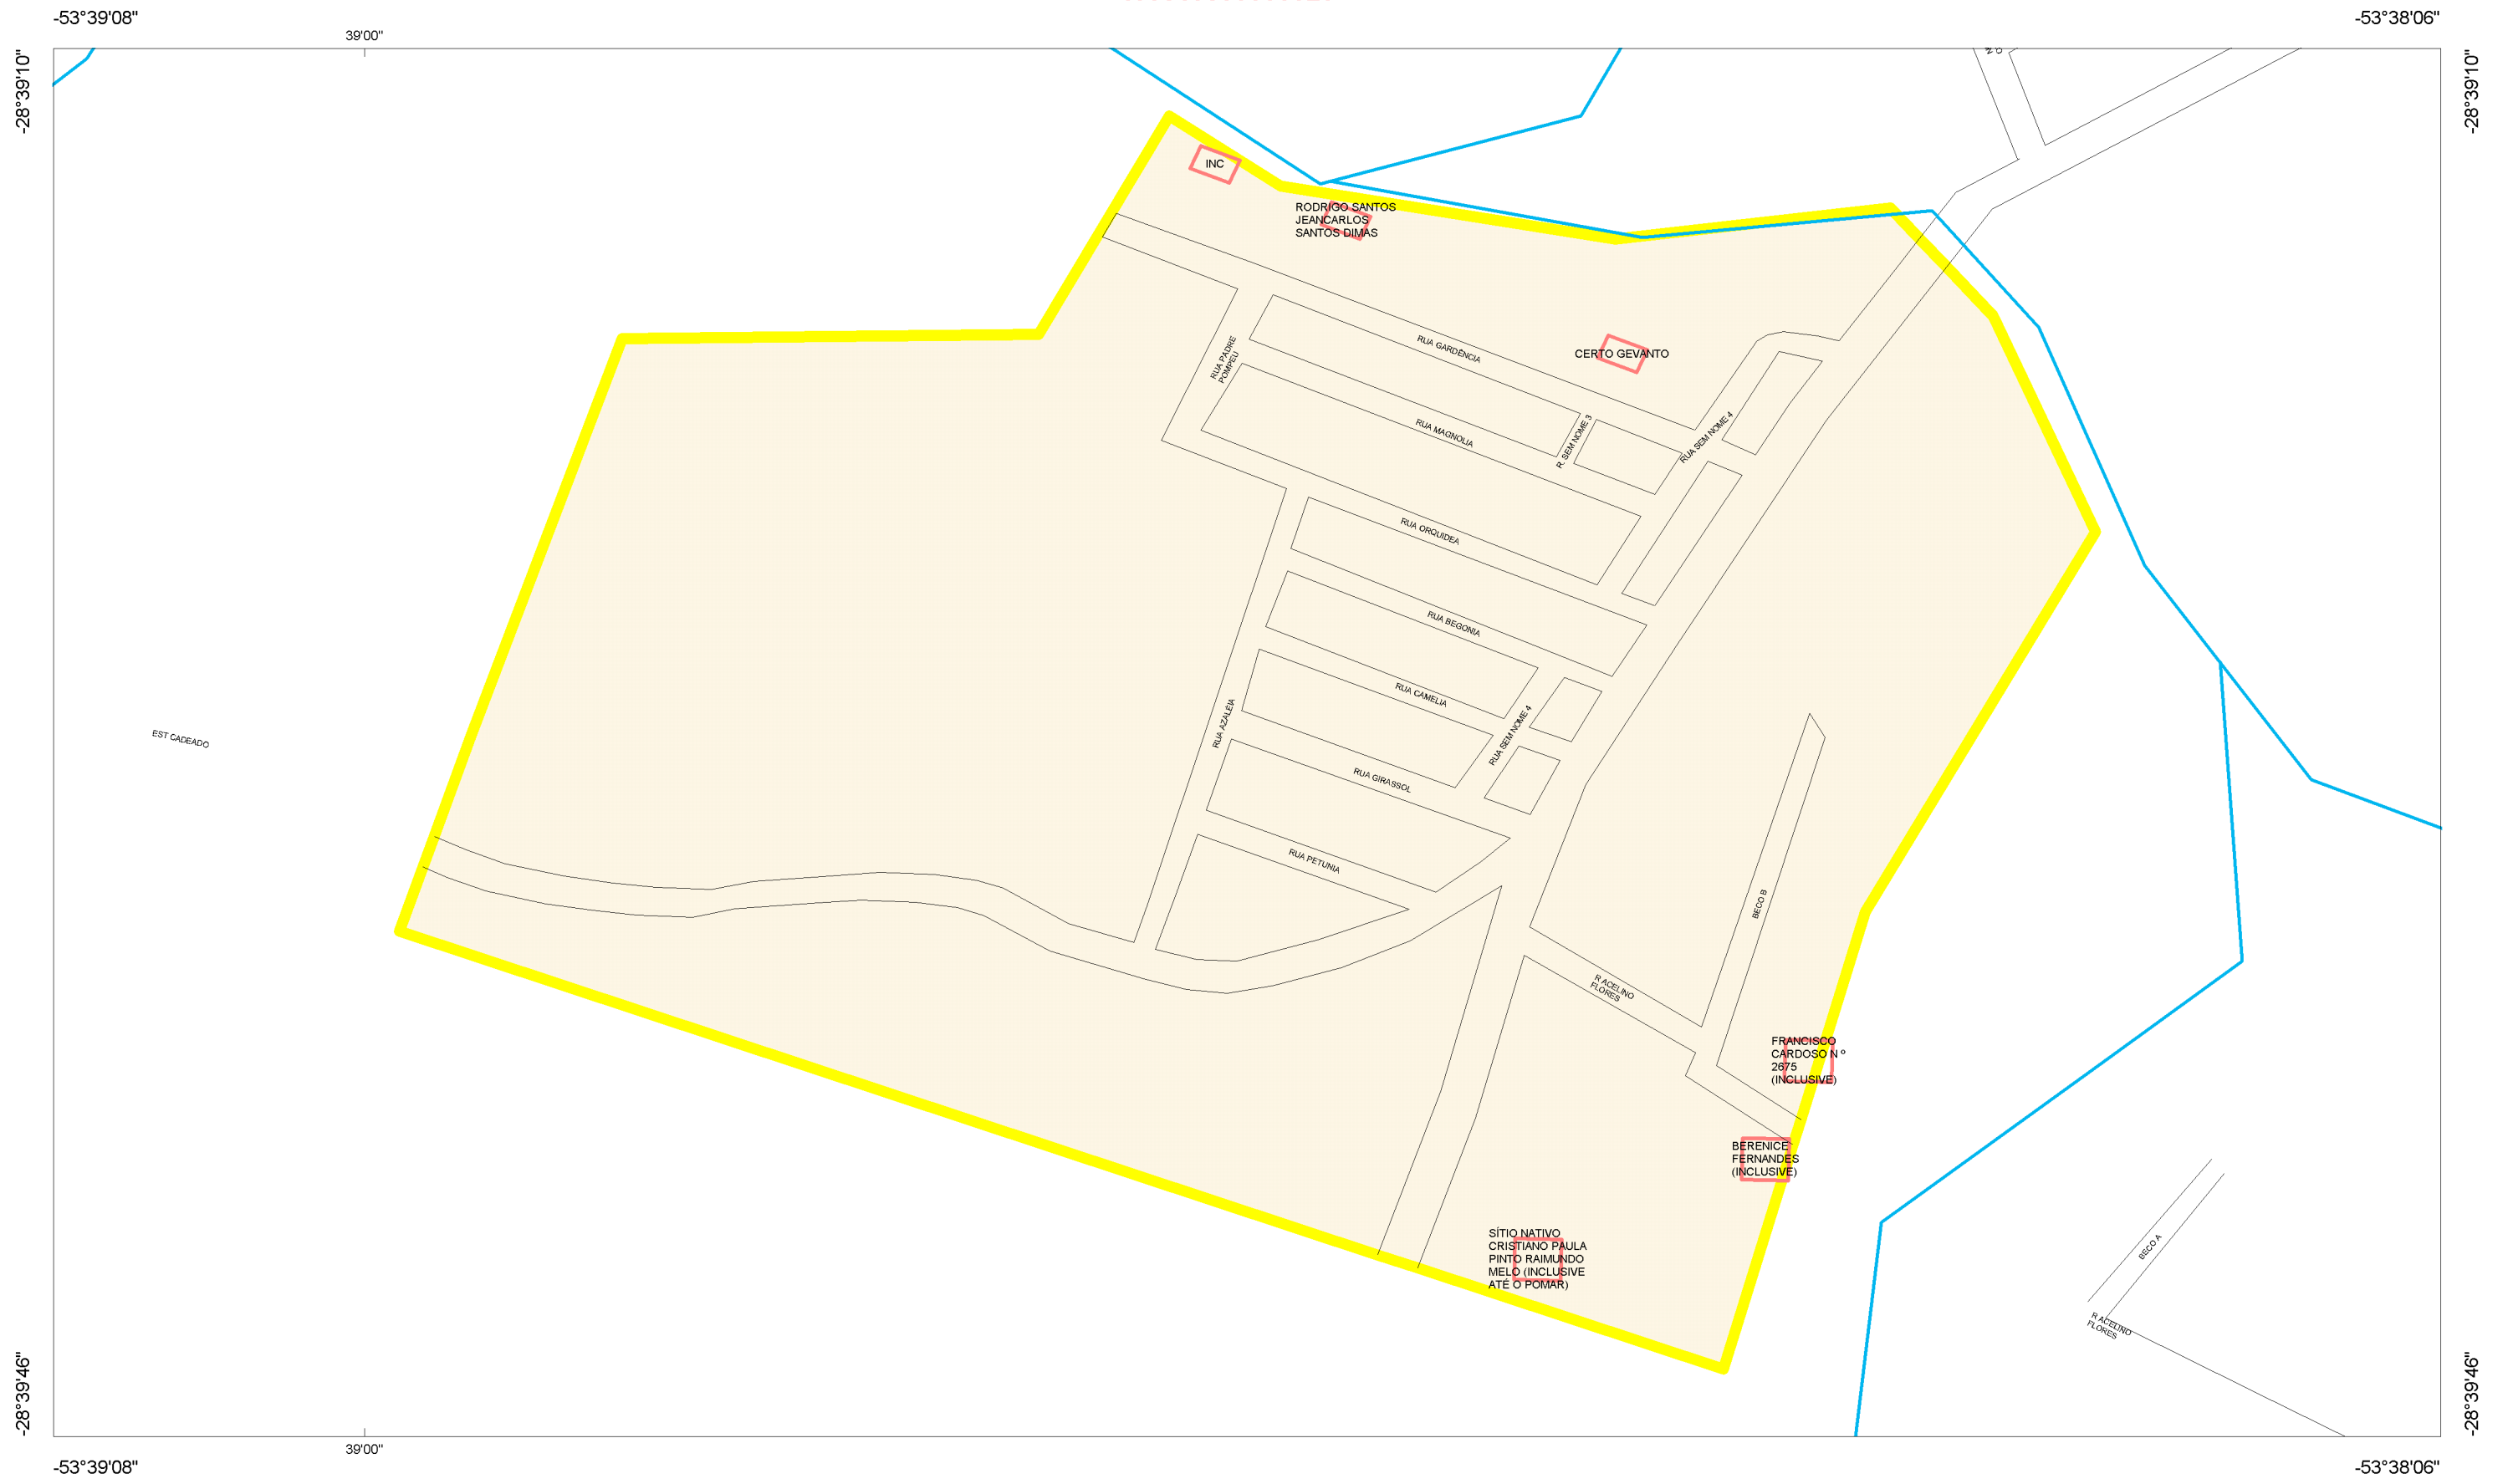 -53°39'08"
-53°38'06"
39'00"
-28°39'10"
-28°39'10"
INC
RODRIGO SANTOS
JEANCARLOS
SANTOS DIMAS
RUA GARDÊNCIA
CERTO GEVANTO
RUA PADRE
POMPEU
RUA MAGNOLIA
R. SEM NOME 3
RUA SEM NOME 4
RUA ORQUIDEA
RUA BEGONIA
RUA CAMELIA
RUA AZALÉIA
RUA SEM NOME 4
EST CADEADO
RUA GIRASSOL
RUA PETUNIA
BECO B
R ACELINO
FLORES
FRANCISCO
CARDOSO N º
2675
(INCLUSIVE)
BERENICE
FERNANDES
(INCLUSIVE)
SÍTIO NATIVO
CRISTIANO PAULA
PINTO RAIMUNDO
MELO (INCLUSIVE
ATÉ O POMAR)
BECO A
R ACELINO
FLORES
-28°39'46"
-28°39'46"
39'00"
-53°39'08"
-53°38'06"